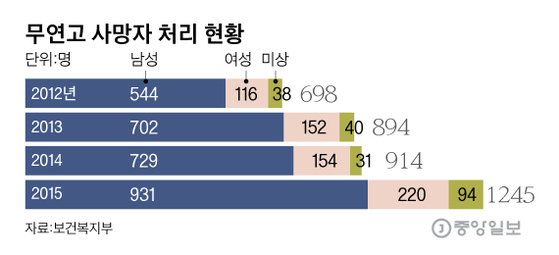 무연고 사망자 처리 현황
단위:명 남성 여성 미상
2012년 544 116 38 698
2013 702 152 40 894
2014 729 154 31 914
2015 931 220 94 1245
자료:보건복지부
J 중앙일보